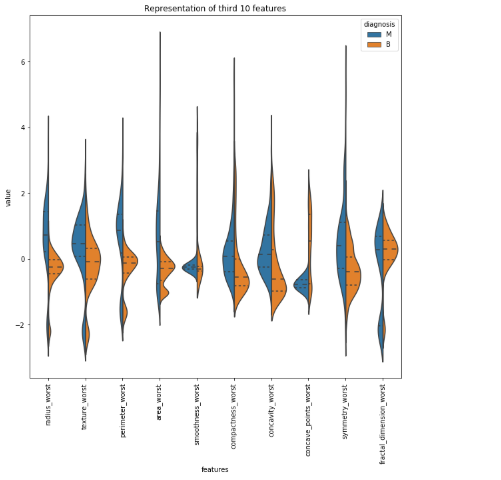 Representation of third 10 features
diagnosis
M
B
value
6
4
2
0
−2
radius_worst
texture_worst
perimeter_worst
area_worst
smoothness_worst
compactness_worst
concavity_worst
concave_points_worst
symmetry_worst
fractal_dimension_worst
features